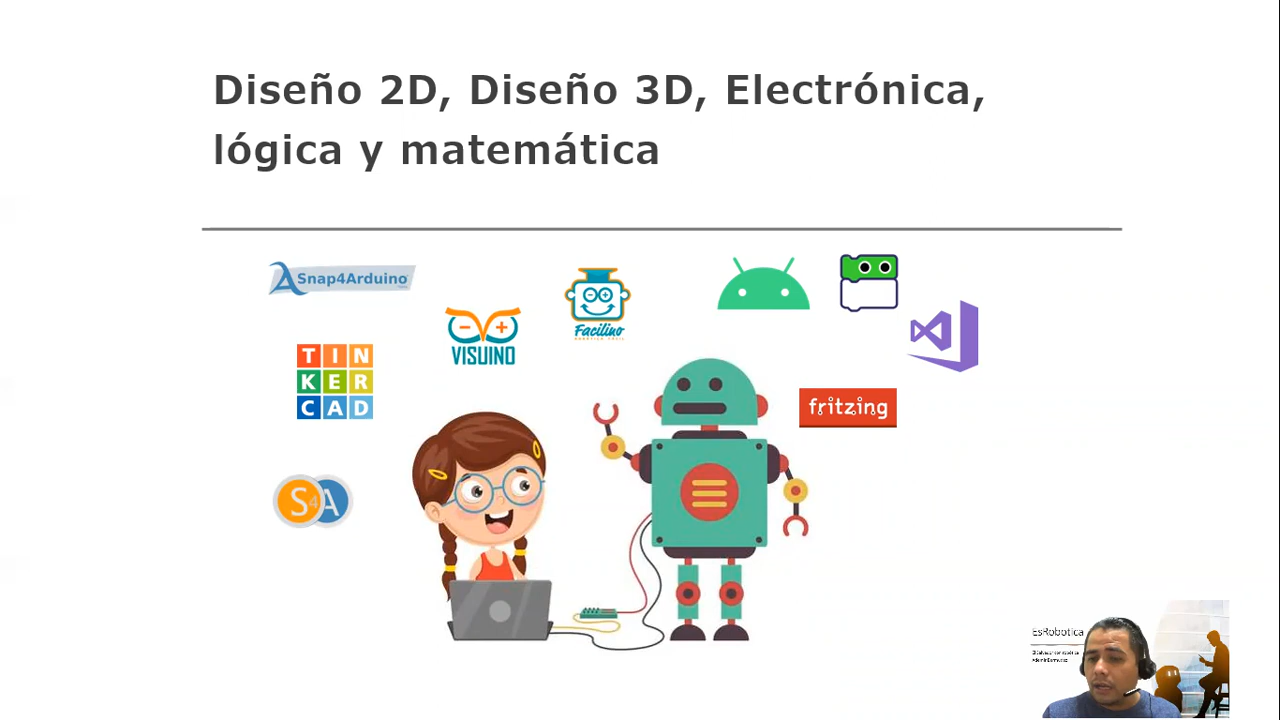 Diseño 2D, Diseño 3D, Electrónica,
lógica y matemática
Snap4Arduino
VISUINO
Facilino
TIN
KER
CAD
fritzing
S4A
EsRobotica